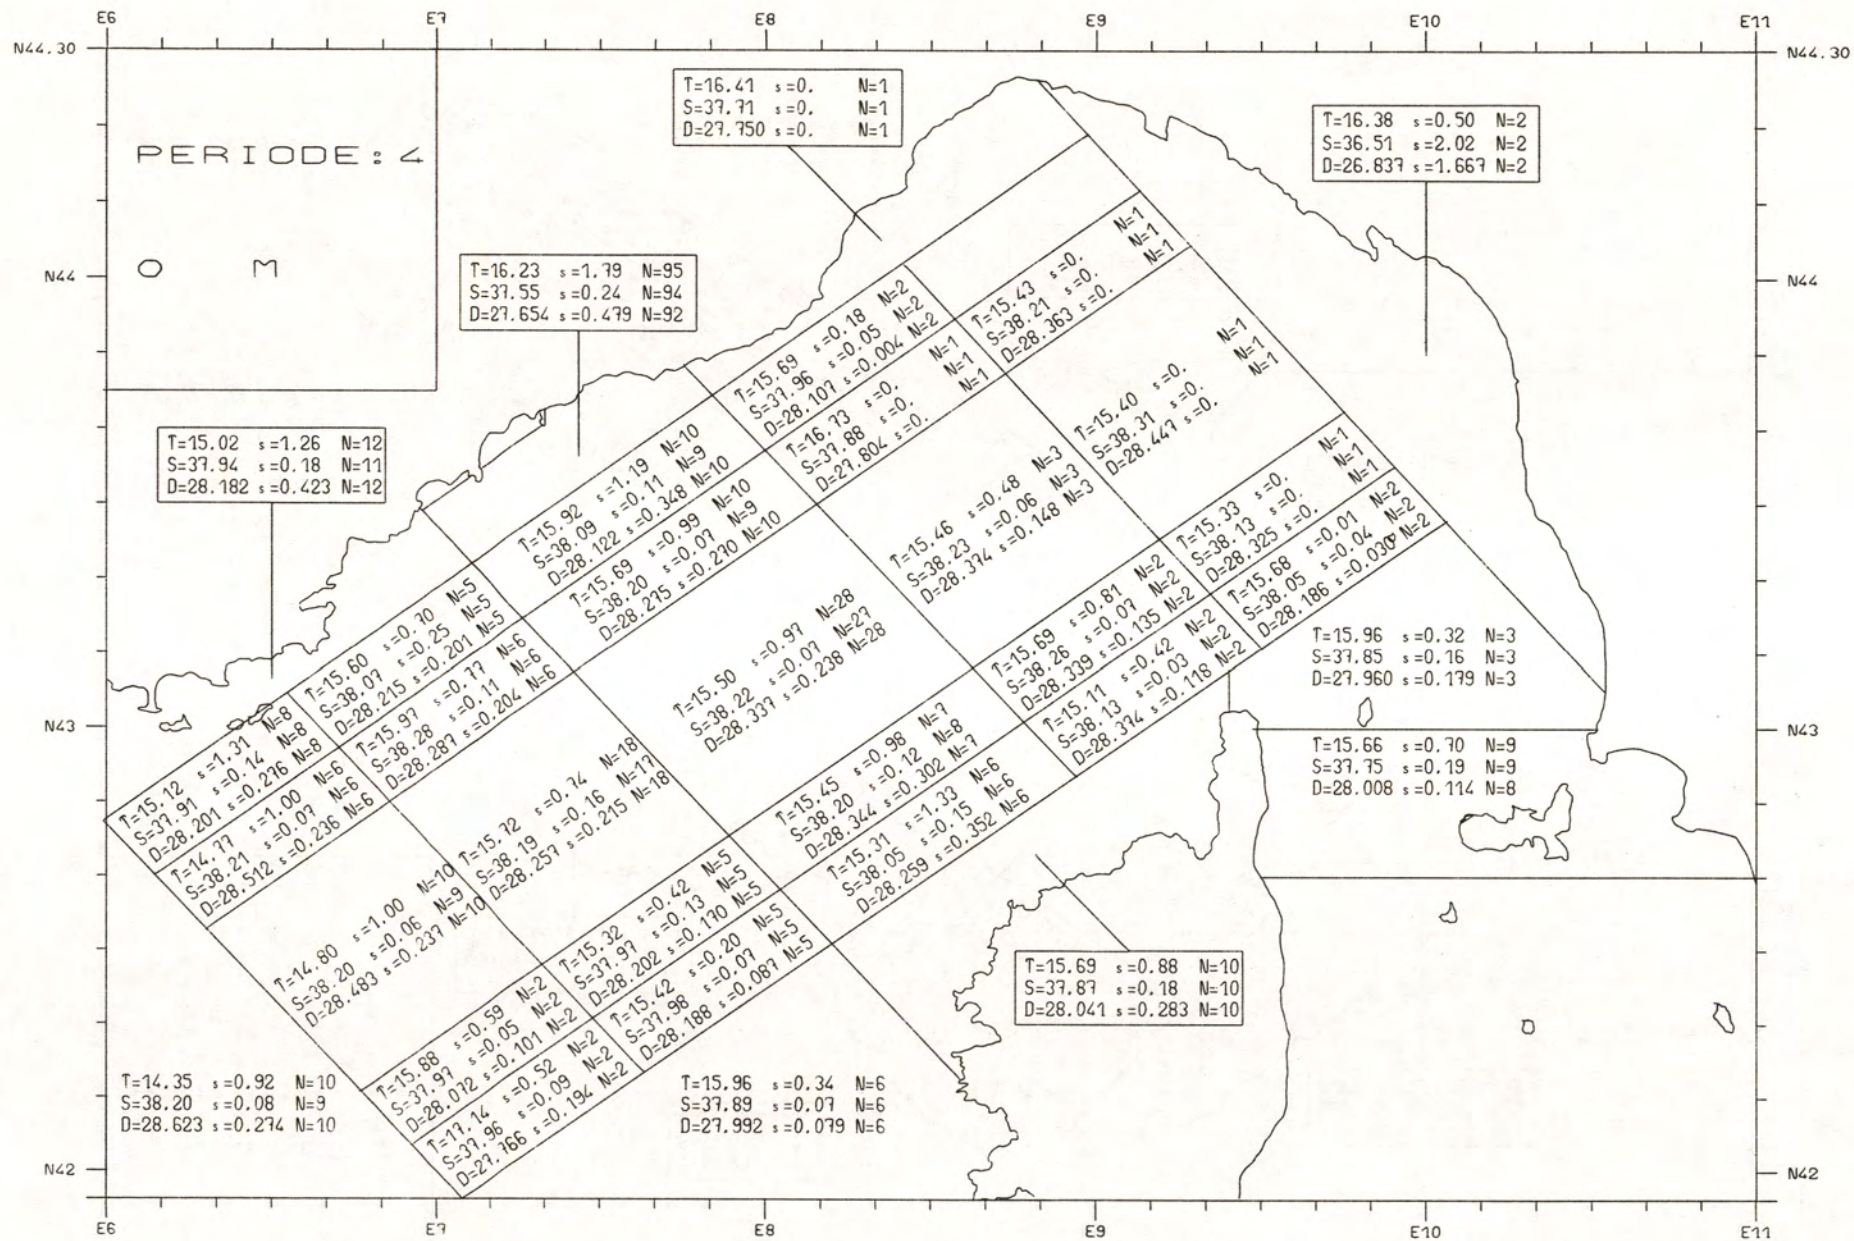 E6 E7 E8 E9 E10 E11
N44.30 N44.30
PERIODE: 4
0 M
T=16.41 s=0. N=1
S=37.71 s=0. N=1
D=27.750 s=0. N=1
T=16.38 s=0.50 N=2
S=36.51 s=2.02 N=2
D=26.837 s=1.667 N=2
N44 N44
T=16.23 s=1.79 N=95
S=37.55 s=0.24 N=94
D=27.654 s=0.479 N=92
T=15.02 s=1.26 N=12
S=37.94 s=0.18 N=11
D=28.182 s=0.423 N=12
T=15.69 s=0.18 N=2
S=37.96 s=0.05 N=2
D=28.107 s=0.004 N=2
T=15.43 s=0. N=1
S=38.21 s=0. N=1
D=28.363 s=0. N=1
T=16.73 s=0. N=1
S=37.88 s=0. N=1
D=27.804 s=0. N=1
T=15.40 s=0. N=1
S=38.31 s=0. N=1
D=28.447 s=0. N=1
T=15.92 s=1.19 N=10
S=38.09 s=0.11 N=9
D=28.122 s=0.348 N=10
T=15.69 s=0.99 N=10
S=38.20 s=0.07 N=9
D=28.275 s=0.270 N=10
T=15.46 s=0.48 N=3
S=38.23 s=0.06 N=3
D=28.374 s=0.148 N=3
T=15.33 s=0. N=1
S=38.13 s=0. N=1
D=28.325 s=0. N=1
T=15.68 s=0.01 N=2
S=38.05 s=0.04 N=2
D=28.186 s=0.030 N=2
T=15.60 s=0.70 N=5
S=38.07 s=0.25 N=5
D=28.215 s=0.201 N=5
T=15.97 s=0.77 N=6
S=38.28 s=0.11 N=6
D=28.287 s=0.204 N=6
T=15.50 s=0.97 N=28
S=38.22 s=0.07 N=27
D=28.337 s=0.238 N=28
T=15.69 s=0.81 N=2
S=38.26 s=0.07 N=2
D=28.339 s=0.135 N=2
T=15.11 s=0.42 N=2
S=38.13 s=0.03 N=2
D=28.374 s=0.118 N=2
T=15.96 s=0.32 N=3
S=37.85 s=0.16 N=3
D=27.960 s=0.179 N=3
N43 N43
T=15.66 s=0.70 N=9
S=37.75 s=0.19 N=9
D=28.008 s=0.114 N=8
T=15.12 s=1.31 N=8
S=37.91 s=0.14 N=8
D=28.201 s=0.276 N=8
T=14.77 s=1.00 N=6
S=38.21 s=0.07 N=6
D=28.512 s=0.236 N=6
T=15.72 s=0.74 N=18
S=38.19 s=0.16 N=17
D=28.257 s=0.215 N=18
T=15.45 s=0.98 N=7
S=38.20 s=0.12 N=8
D=28.344 s=0.302 N=7
T=15.31 s=1.33 N=6
S=38.05 s=0.15 N=6
D=28.259 s=0.352 N=6
T=14.80 s=1.00 N=10
S=38.20 s=0.06 N=9
D=28.483 s=0.237 N=10
T=15.32 s=0.42 N=5
S=37.97 s=0.13 N=5
D=28.202 s=0.170 N=5
T=15.42 s=0.20 N=5
S=37.98 s=0.07 N=5
D=28.188 s=0.087 N=5
T=15.69 s=0.88 N=10
S=37.87 s=0.18 N=10
D=28.041 s=0.283 N=10
T=15.88 s=0.59 N=2
S=37.97 s=0.05 N=2
D=28.072 s=0.101 N=2
T=17.14 s=0.52 N=2
S=37.96 s=0.09 N=2
D=27.766 s=0.194 N=2
T=14.35 s=0.92 N=10
S=38.20 s=0.08 N=9
D=28.623 s=0.274 N=10
T=15.96 s=0.34 N=6
S=37.89 s=0.07 N=6
D=27.992 s=0.079 N=6
N42 N42
E6 E7 E8 E9 E10 E11